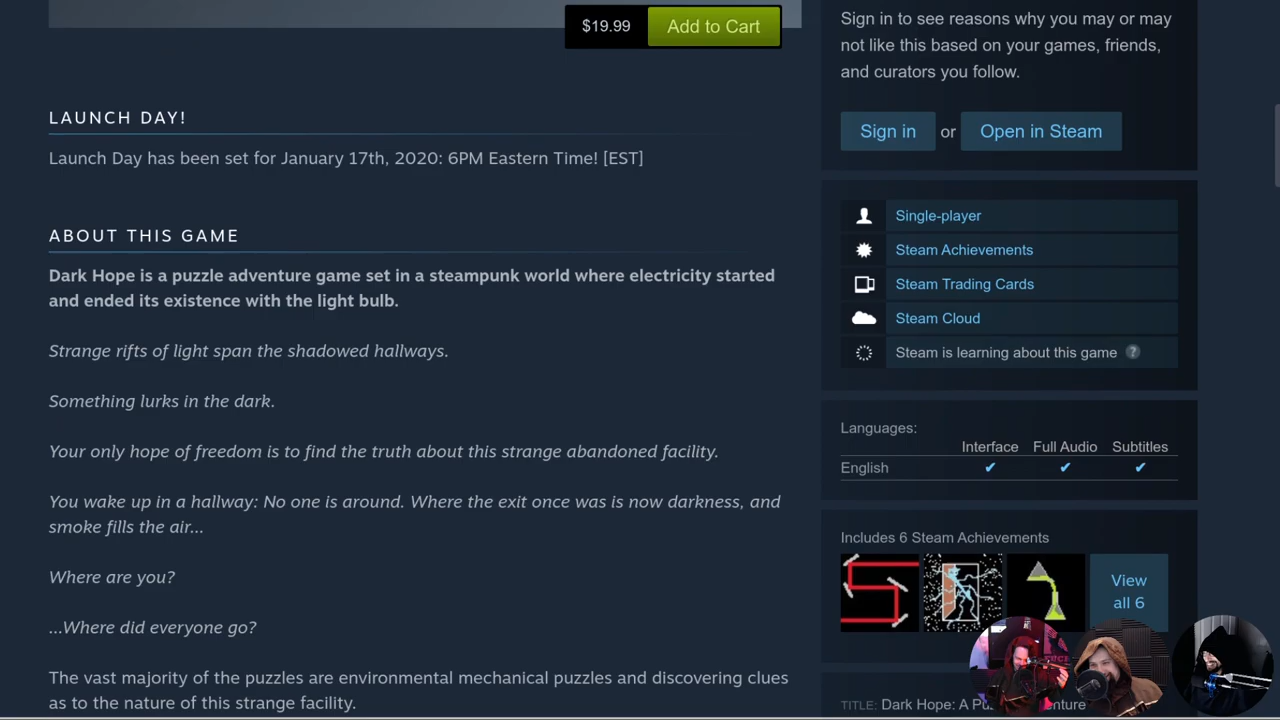 $19.99
Add to Cart
LAUNCH DAY!
Launch Day has been set for January 17th, 2020: 6PM Eastern Time! [EST]
ABOUT THIS GAME
Dark Hope is a puzzle adventure game set in a steampunk world where electricity started
and ended its existence with the light bulb.
Strange rifts of light span the shadowed hallways.
Something lurks in the dark.
Your only hope of freedom is to find the truth about this strange abandoned facility.
You wake up in a hallway: No one is around. Where the exit once was is now darkness, and
smoke fills the air...
Where are you?
...Where did everyone go?
The vast majority of the puzzles are environmental mechanical puzzles and discovering clues
as to the nature of this strange facility.
Sign in to see reasons why you may or may
not like this based on your games, friends,
and curators you follow.
Sign in or Open in Steam
Single-player
Steam Achievements
Steam Trading Cards
Steam Cloud
Steam is learning about this game ?
Languages:
Interface Full Audio Subtitles
English ✔ ✔ ✔
Includes 6 Steam Achievements
View
all 6
TITLE: Dark Hope: A